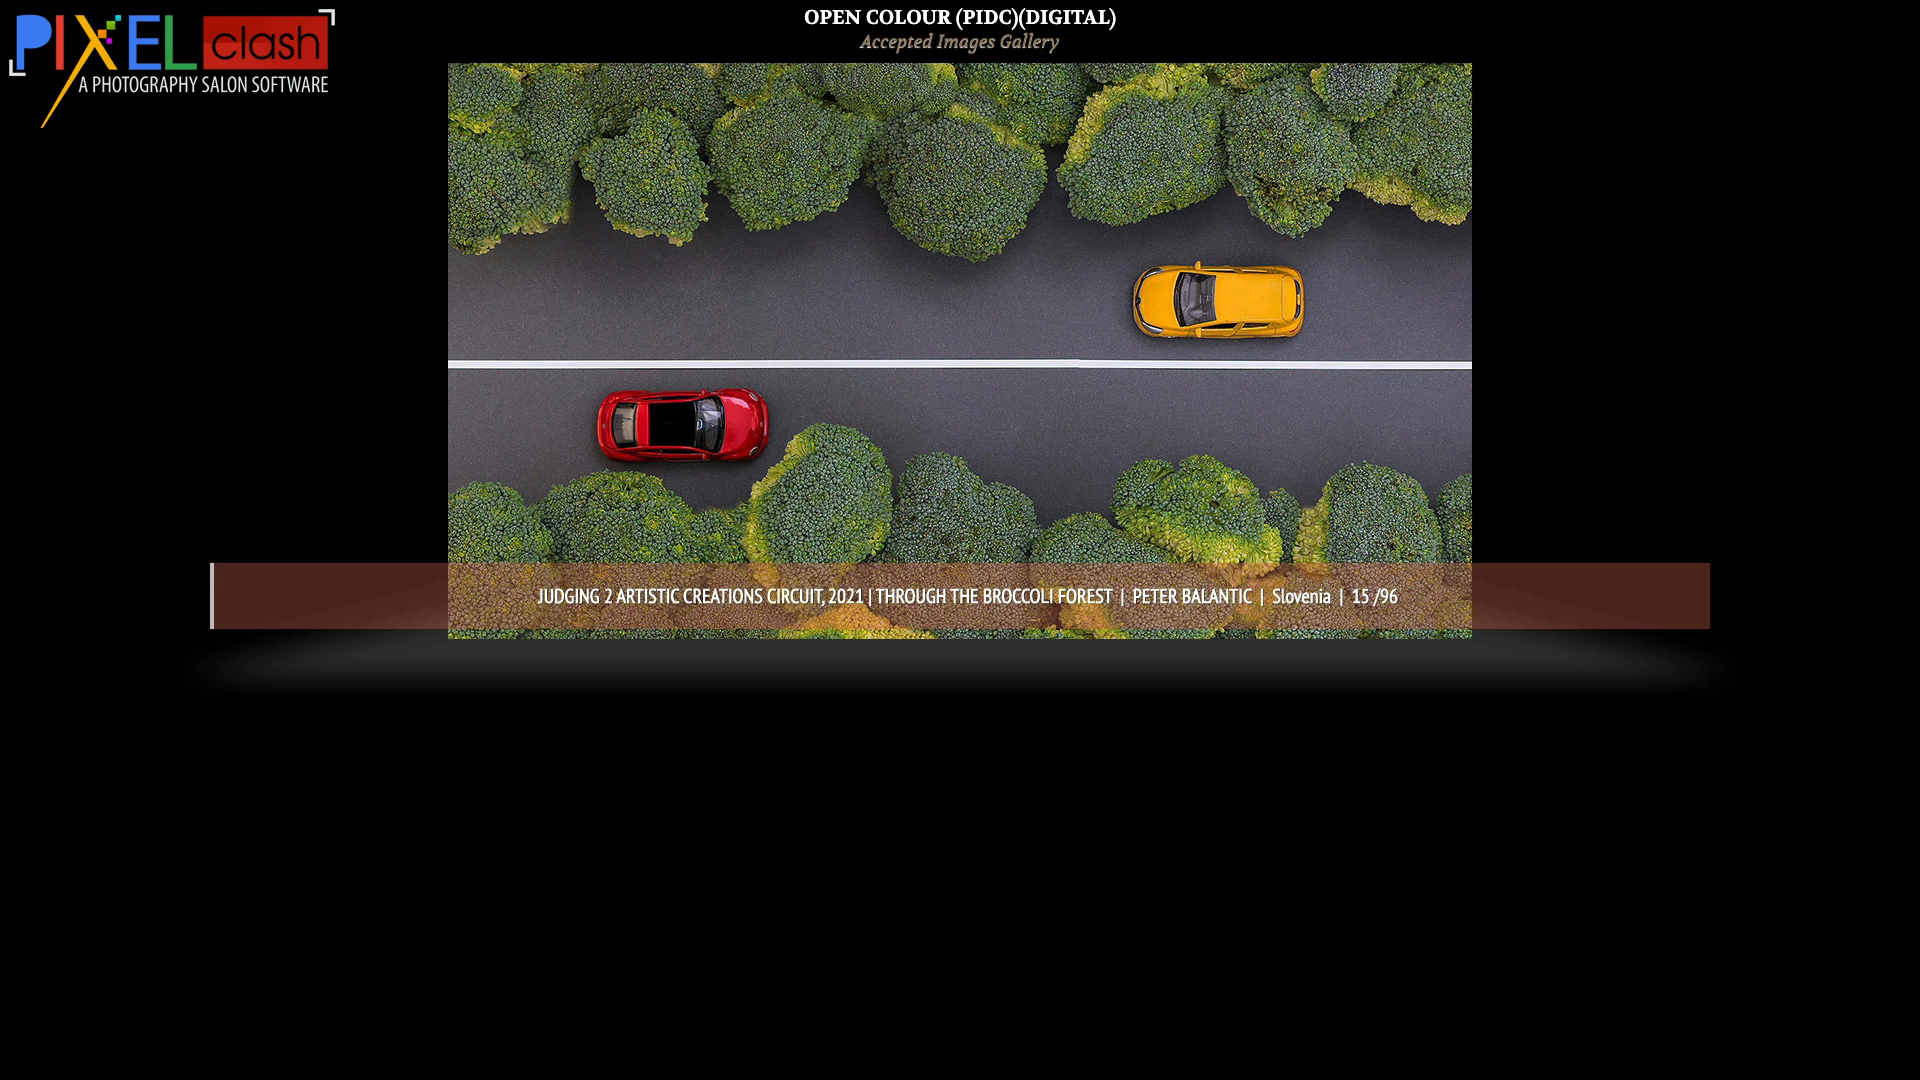 PIXEL clash
A PHOTOGRAPHY SALON SOFTWARE
OPEN COLOUR (PIDC)(DIGITAL)
Accepted Images Gallery
JUDGING 2 ARTISTIC CREATIONS CIRCUIT, 2021 | THROUGH THE BROCCOLI FOREST | PETER BALANTIC | Slovenia | 15 /96